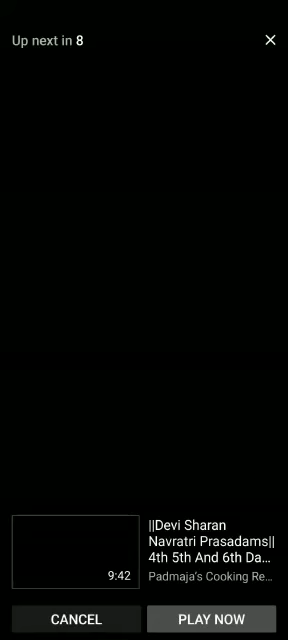 Up next in 8
||Devi Sharan
Navratri Prasadams||
4th 5th And 6th Da...
Padmaja's Cooking Re...
9:42
CANCEL
PLAY NOW